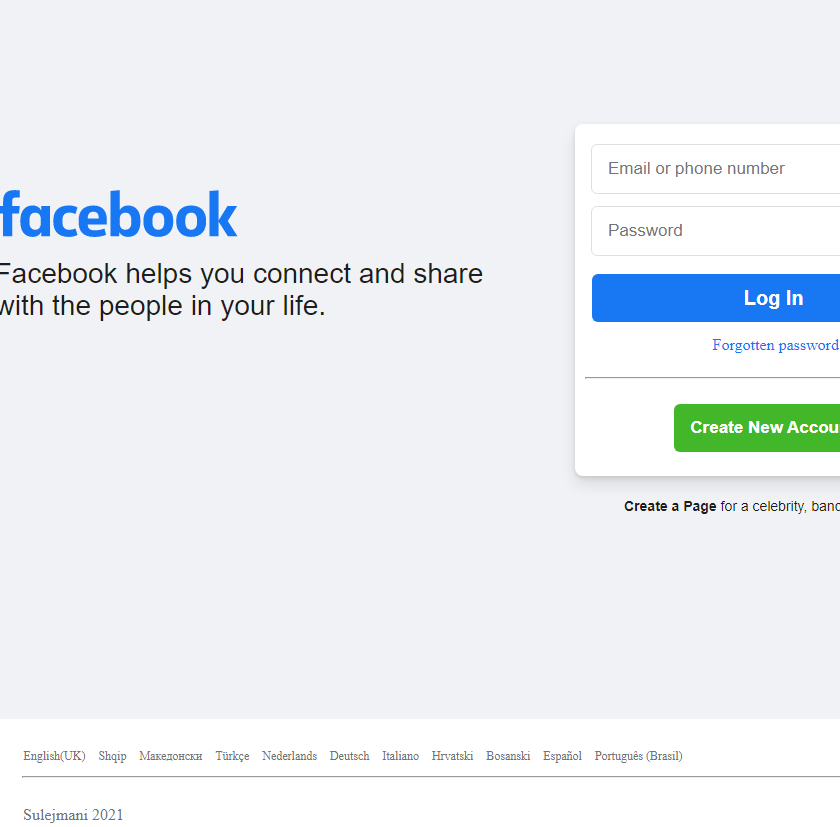 facebook
Facebook helps you connect and share
with the people in your life.
Email or phone number
Password
Log In
Forgotten password
Create New Accou
Create a Page for a celebrity, band
English(UK) Shqip Македонски Türkçe Nederlands Deutsch Italiano Hrvatski Bosanski Español Português (Brasil)
Sulejmani 2021